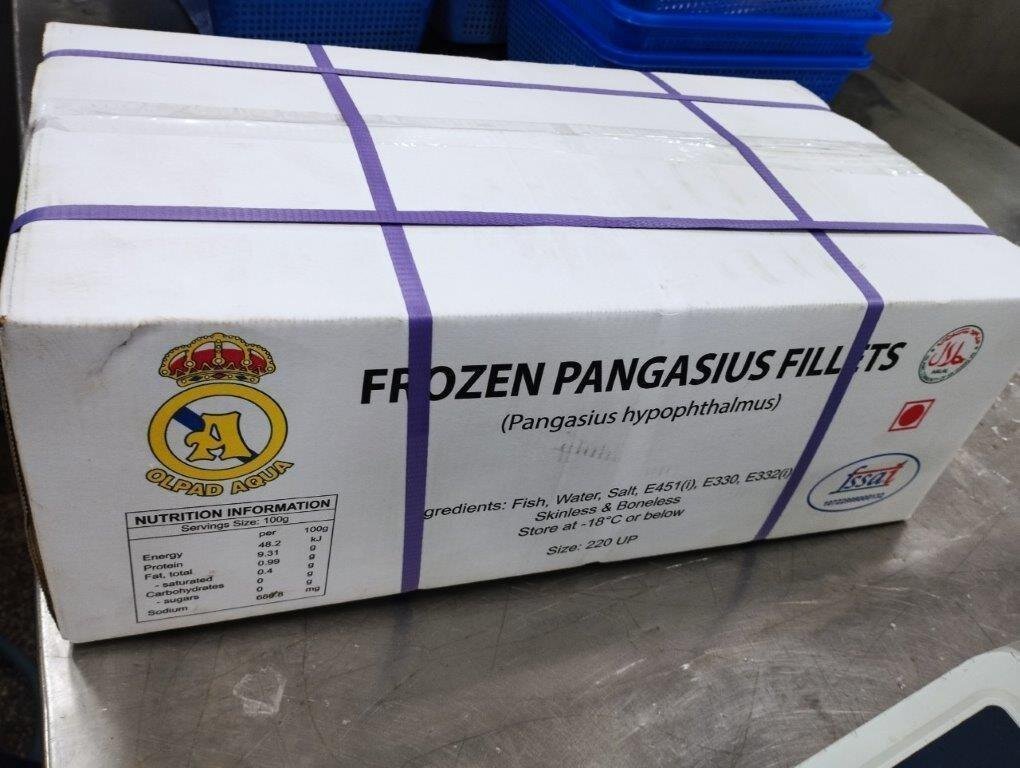 FROZEN PANGASIUS FILLETS
(Pangasius hypophthalmus)
gredients: Fish, Water, Salt, E451(i), E330, E332(i)
Skinless & Boneless
Store at -18°C or below
Size: 220 UP
A
OLPAD AQUA
NUTRITION INFORMATION
Servings Size: 100g
per 100g
Energy 48.2 kJ
Protein 9.31 g
Fat, total 0.99 g
- saturated 0.4 g
Carbohydrates 0 g
- sugars 0 g
Sodium mg
HALAL
fssai